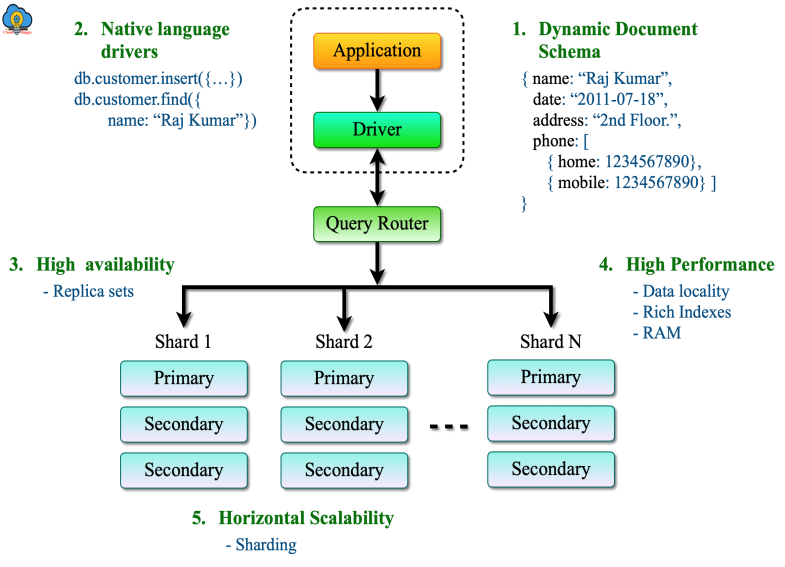 2. Native language
drivers
db.customer.insert({…})
db.customer.find({
name: “Raj Kumar”})
Application
Driver
Query Router
1. Dynamic Document
Schema
{ name: “Raj Kumar”,
date: “2011-07-18”,
address: “2nd Floor.”,
phone: [
{ home: 1234567890},
{ mobile: 1234567890} ]
}
3. High availability
- Replica sets
4. High Performance
- Data locality
- Rich Indexes
- RAM
Shard 1
Shard 2
Shard N
Primary
Primary
Primary
Secondary
Secondary
Secondary
Secondary
Secondary
Secondary
5. Horizontal Scalability
- Sharding